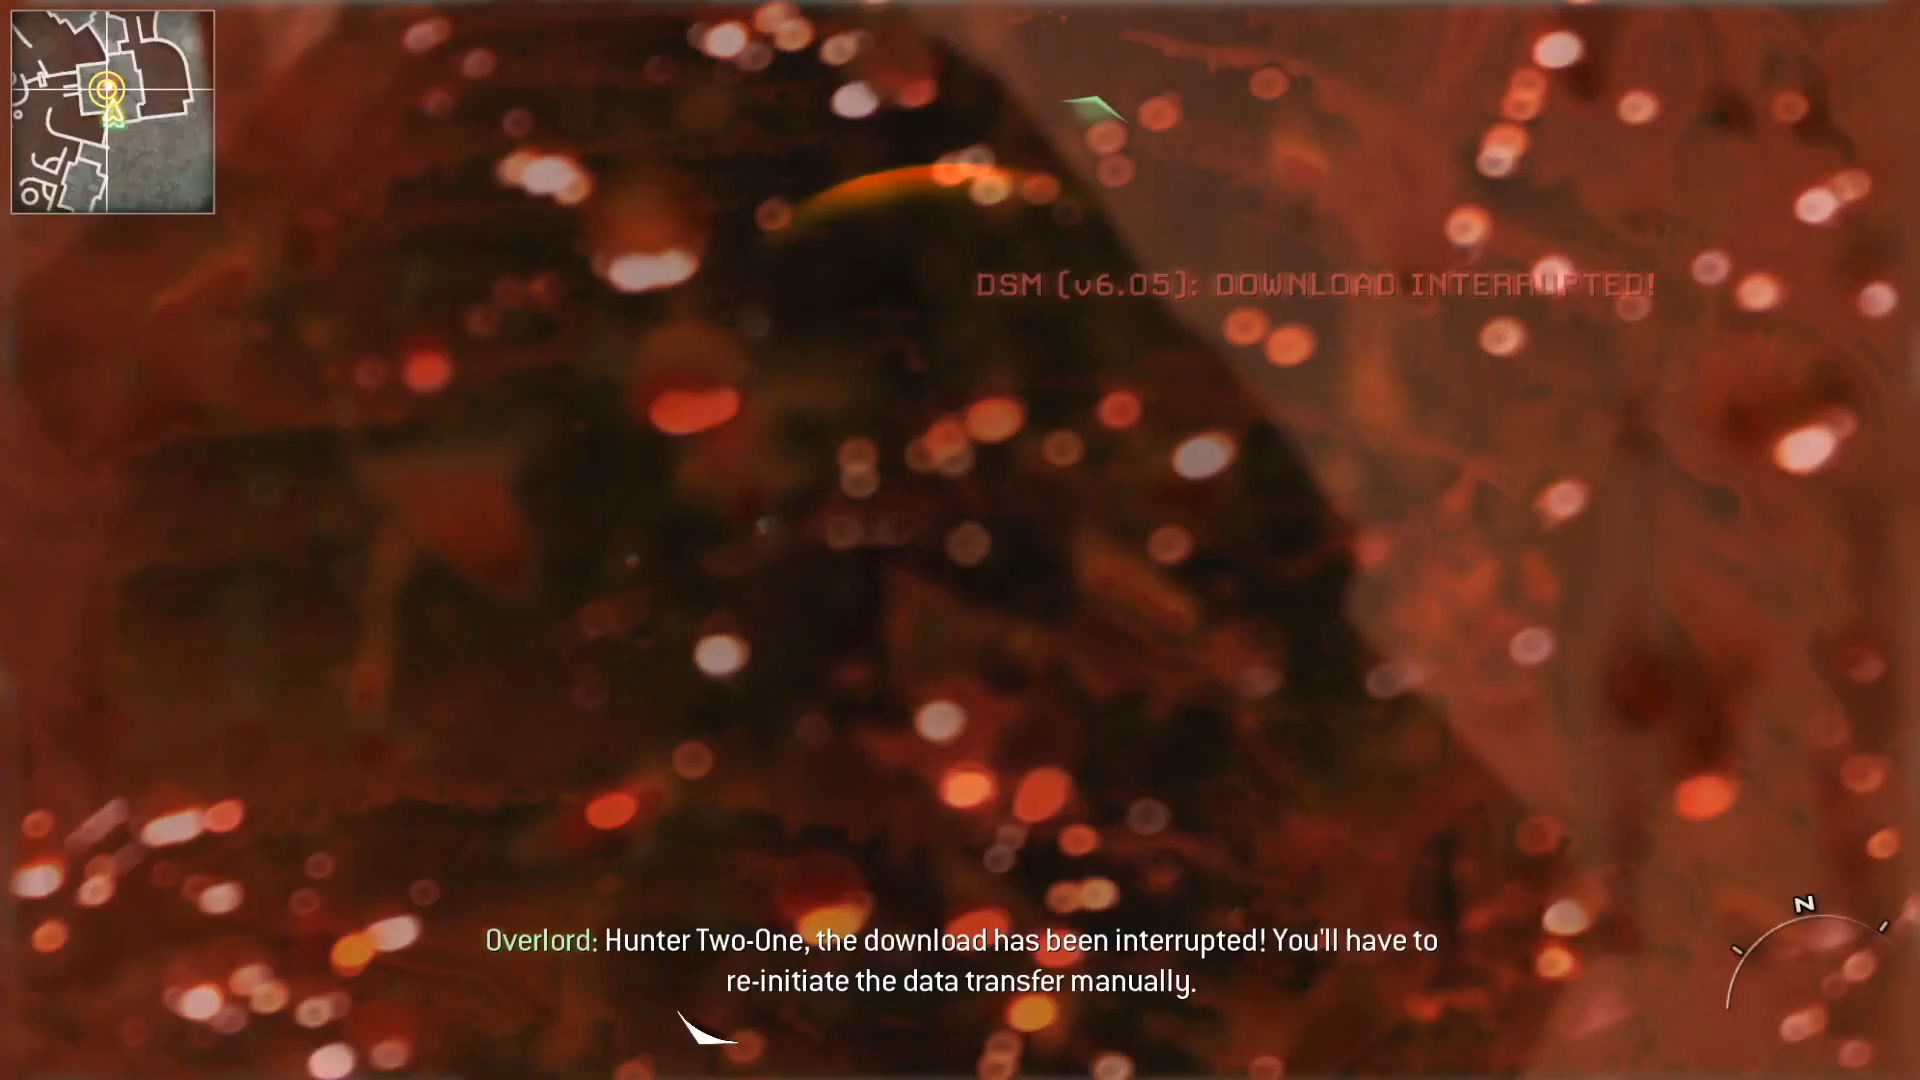 DSM (v6.05): DOWNLOAD INTERRUPTED!
Overlord: Hunter Two-One, the download has been interrupted! You'll have to
re-initiate the data transfer manually.
N